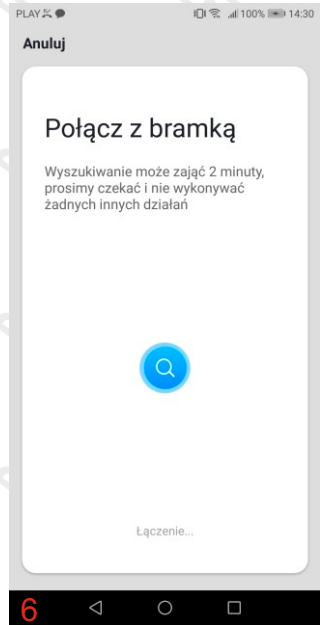 PLAY 100% 14:30
Anuluj
Połącz z bramką
Wyszukiwanie może zająć 2 minuty,
prosimy czekać i nie wykonywać
żadnych innych działań
Łączenie...
6